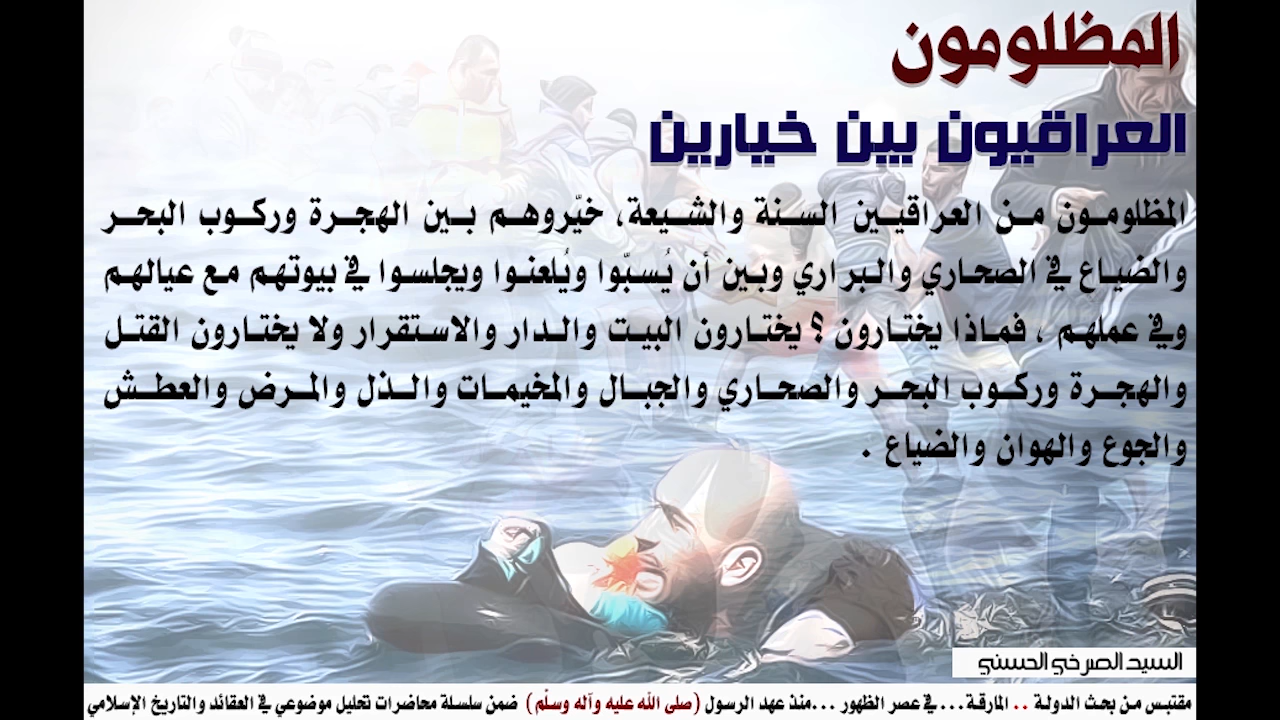 المظلومون
العراقيون بين خيارين
المظلومون من العراقيين السنة والشيعة، خيّروهم بين الهجرة وركوب البحر
والضياع في الصحاري والبراري وبين أن يُسبّوا ويُلعنوا ويجلسوا في بيوتهم مع عيالهم
وفي عملهم ، فماذا يختارون ؟ يختارون البيت والدار والاستقرار ولا يختارون القتل
والهجرة وركوب البحر والصحاري والجبال والمخيمات والذل والمرض والعطش
والجوع والهوان والضياع .
السيد الصرخي الحسني
مقتبس من بحث الدولة .. المارقة...في عصر الظهور ...منذ عهد الرسول (صلى الله عليه وآله وسلّم) ضمن سلسلة محاضرات تحليل موضوعي في العقائد والتاريخ الإسلامي